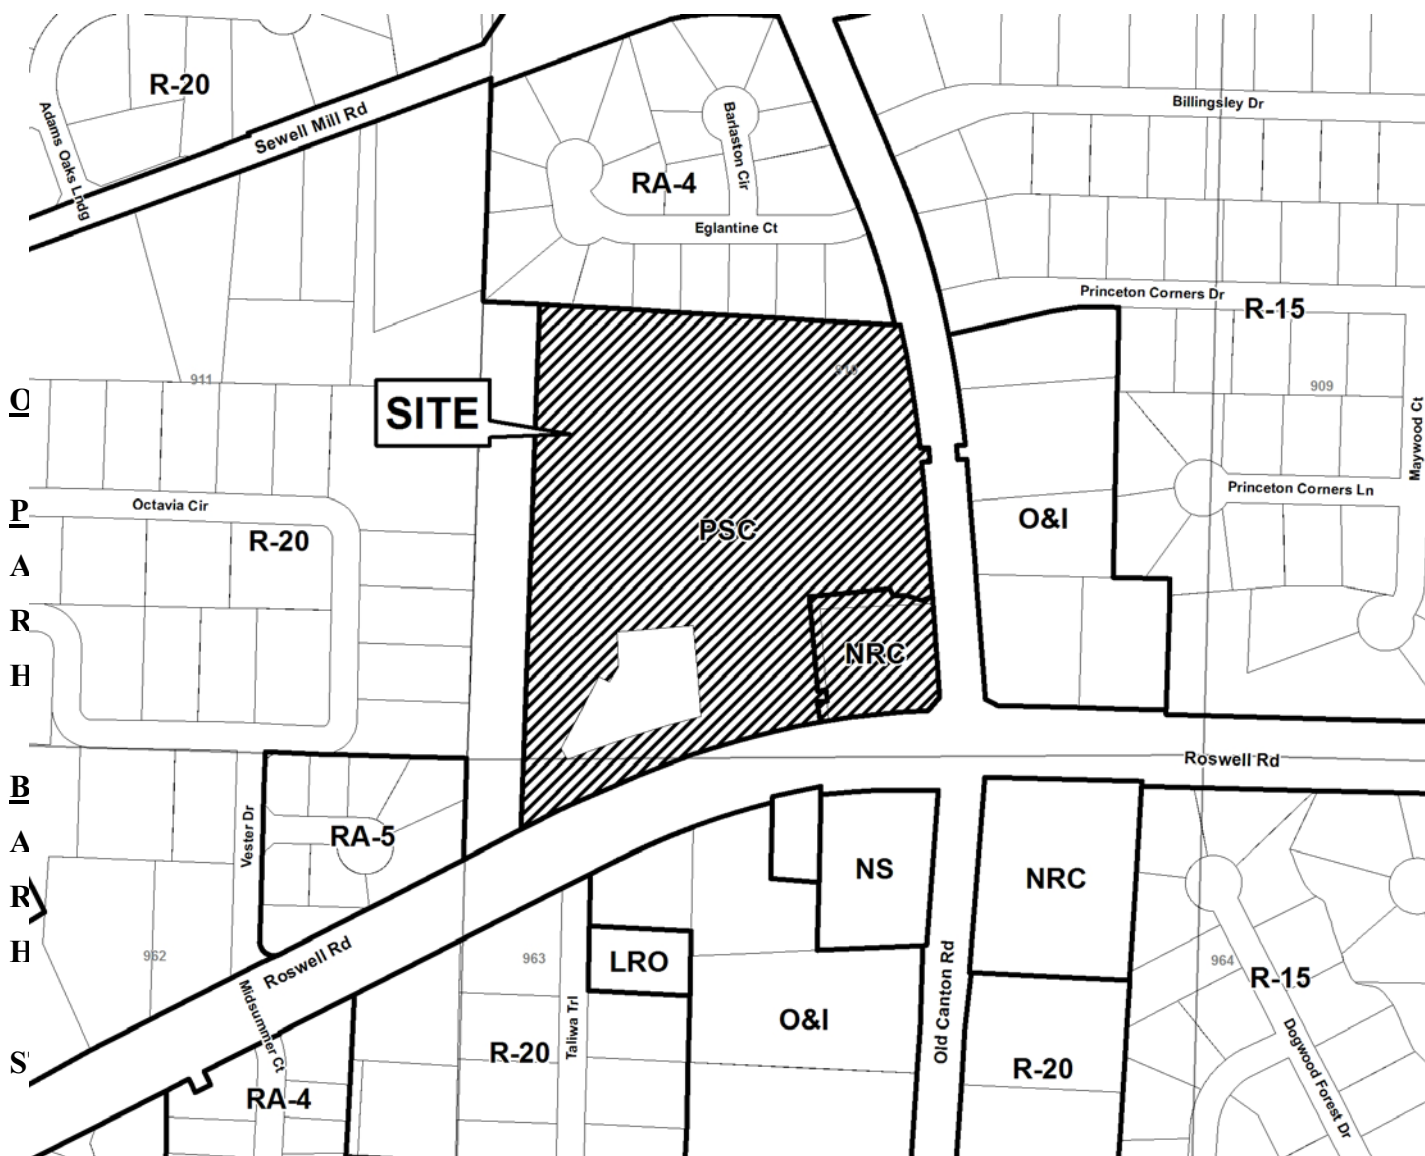 R-20
Adams Oaks Lndg
Sewell Mill Rd
Barlaston Cir
RA-4
Eglantine Ct
Billingsley Dr
Princeton Corners Dr
R-15
911
910
909
O
SITE
Maywood Ct
Princeton Corners Ln
P
Octavia Cir
R-20
PSC
O&I
A
R
H
NRC
B
Roswell Rd
Vester Dr
RA-5
A
NS
NRC
R
H
962
Roswell Rd
963
LRO
Old Canton Rd
964
R-15
Midsummer Ct
Taliwa Trl
O&I
S
R-20
R-20
RA-4
Dogwood Forest Dr